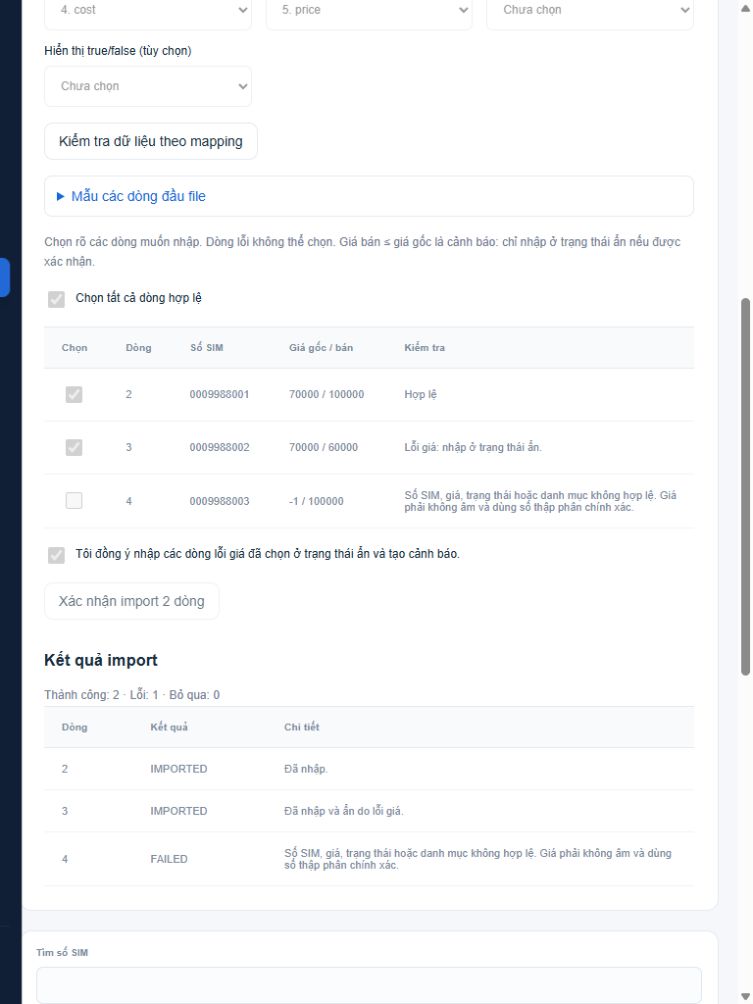 4. cost 5. price Chưa chọn
Hiển thị true/false (tùy chọn)
Chưa chọn
Kiểm tra dữ liệu theo mapping
Mẫu các dòng đầu file
Chọn rõ các dòng muốn nhập. Dòng lỗi không thể chọn. Giá bán ≤ giá gốc là cảnh báo: chỉ nhập ở trạng thái ẩn nếu được
xác nhận.
Chọn tất cả dòng hợp lệ
Chọn Dòng Số SIM Giá gốc / bán Kiểm tra
2 0009988001 70000 / 100000 Hợp lệ
3 0009988002 70000 / 60000 Lỗi giá: nhập ở trạng thái ẩn.
4 0009988003 -1 / 100000 Số SIM, giá, trạng thái hoặc danh mục không hợp lệ. Giá
phải không âm và dùng số thập phân chính xác.
Tôi đồng ý nhập các dòng lỗi giá đã chọn ở trạng thái ẩn và tạo cảnh báo.
Xác nhận import 2 dòng
Kết quả import
Thành công: 2 · Lỗi: 1 · Bỏ qua: 0
Dòng Kết quả Chi tiết
2 IMPORTED Đã nhập.
3 IMPORTED Đã nhập và ẩn do lỗi giá.
4 FAILED Số SIM, giá, trạng thái hoặc danh mục không hợp lệ. Giá phải không âm và dùng
số thập phân chính xác.
Tìm số SIM